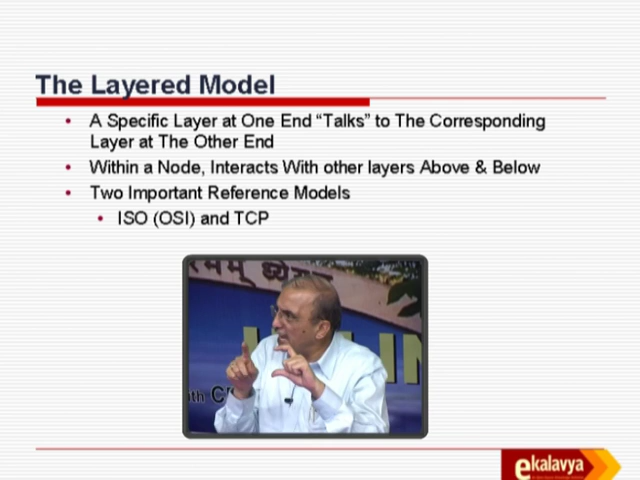 The Layered Model
• A Specific Layer at One End “Talks” to The Corresponding
Layer at The Other End
• Within a Node, Interacts With other layers Above & Below
• Two Important Reference Models
• ISO (OSI) and TCP
ekalavya